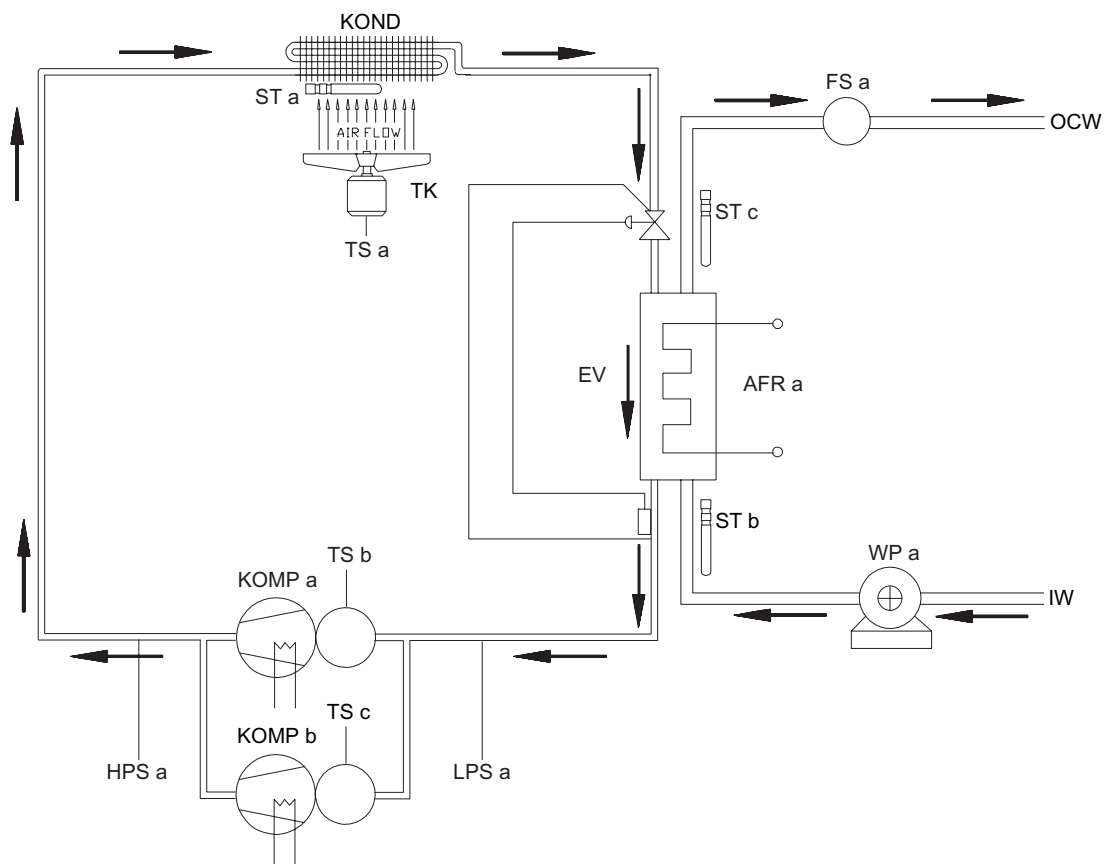 KOND
FS a
OCW
ST a
AIR FLOW
TK
ST c
TS a
EV
AFR a
ST b
TS b
WP a
KOMP a
IW
TS c
KOMP b
HPS a
LPS a